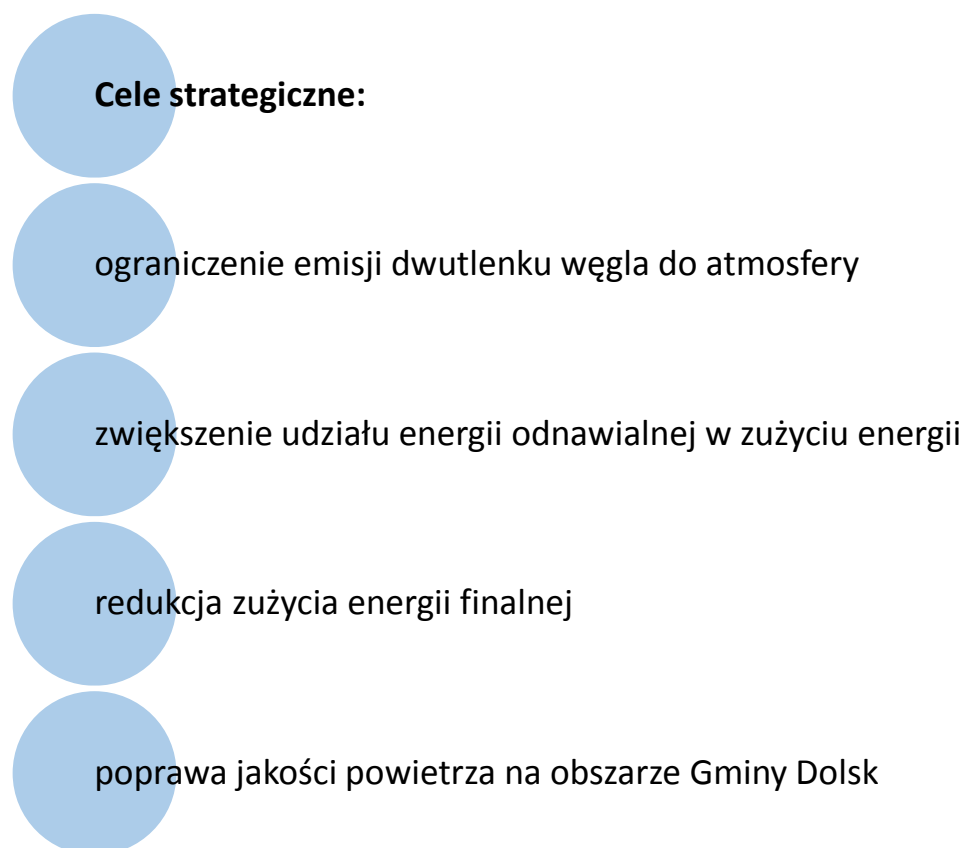 Cele strategiczne:
ograniczenie emisji dwutlenku węgla do atmosfery
zwiększenie udziału energii odnawialnej w zużyciu energii
redukcja zużycia energii finalnej
poprawa jakości powietrza na obszarze Gminy Dolsk